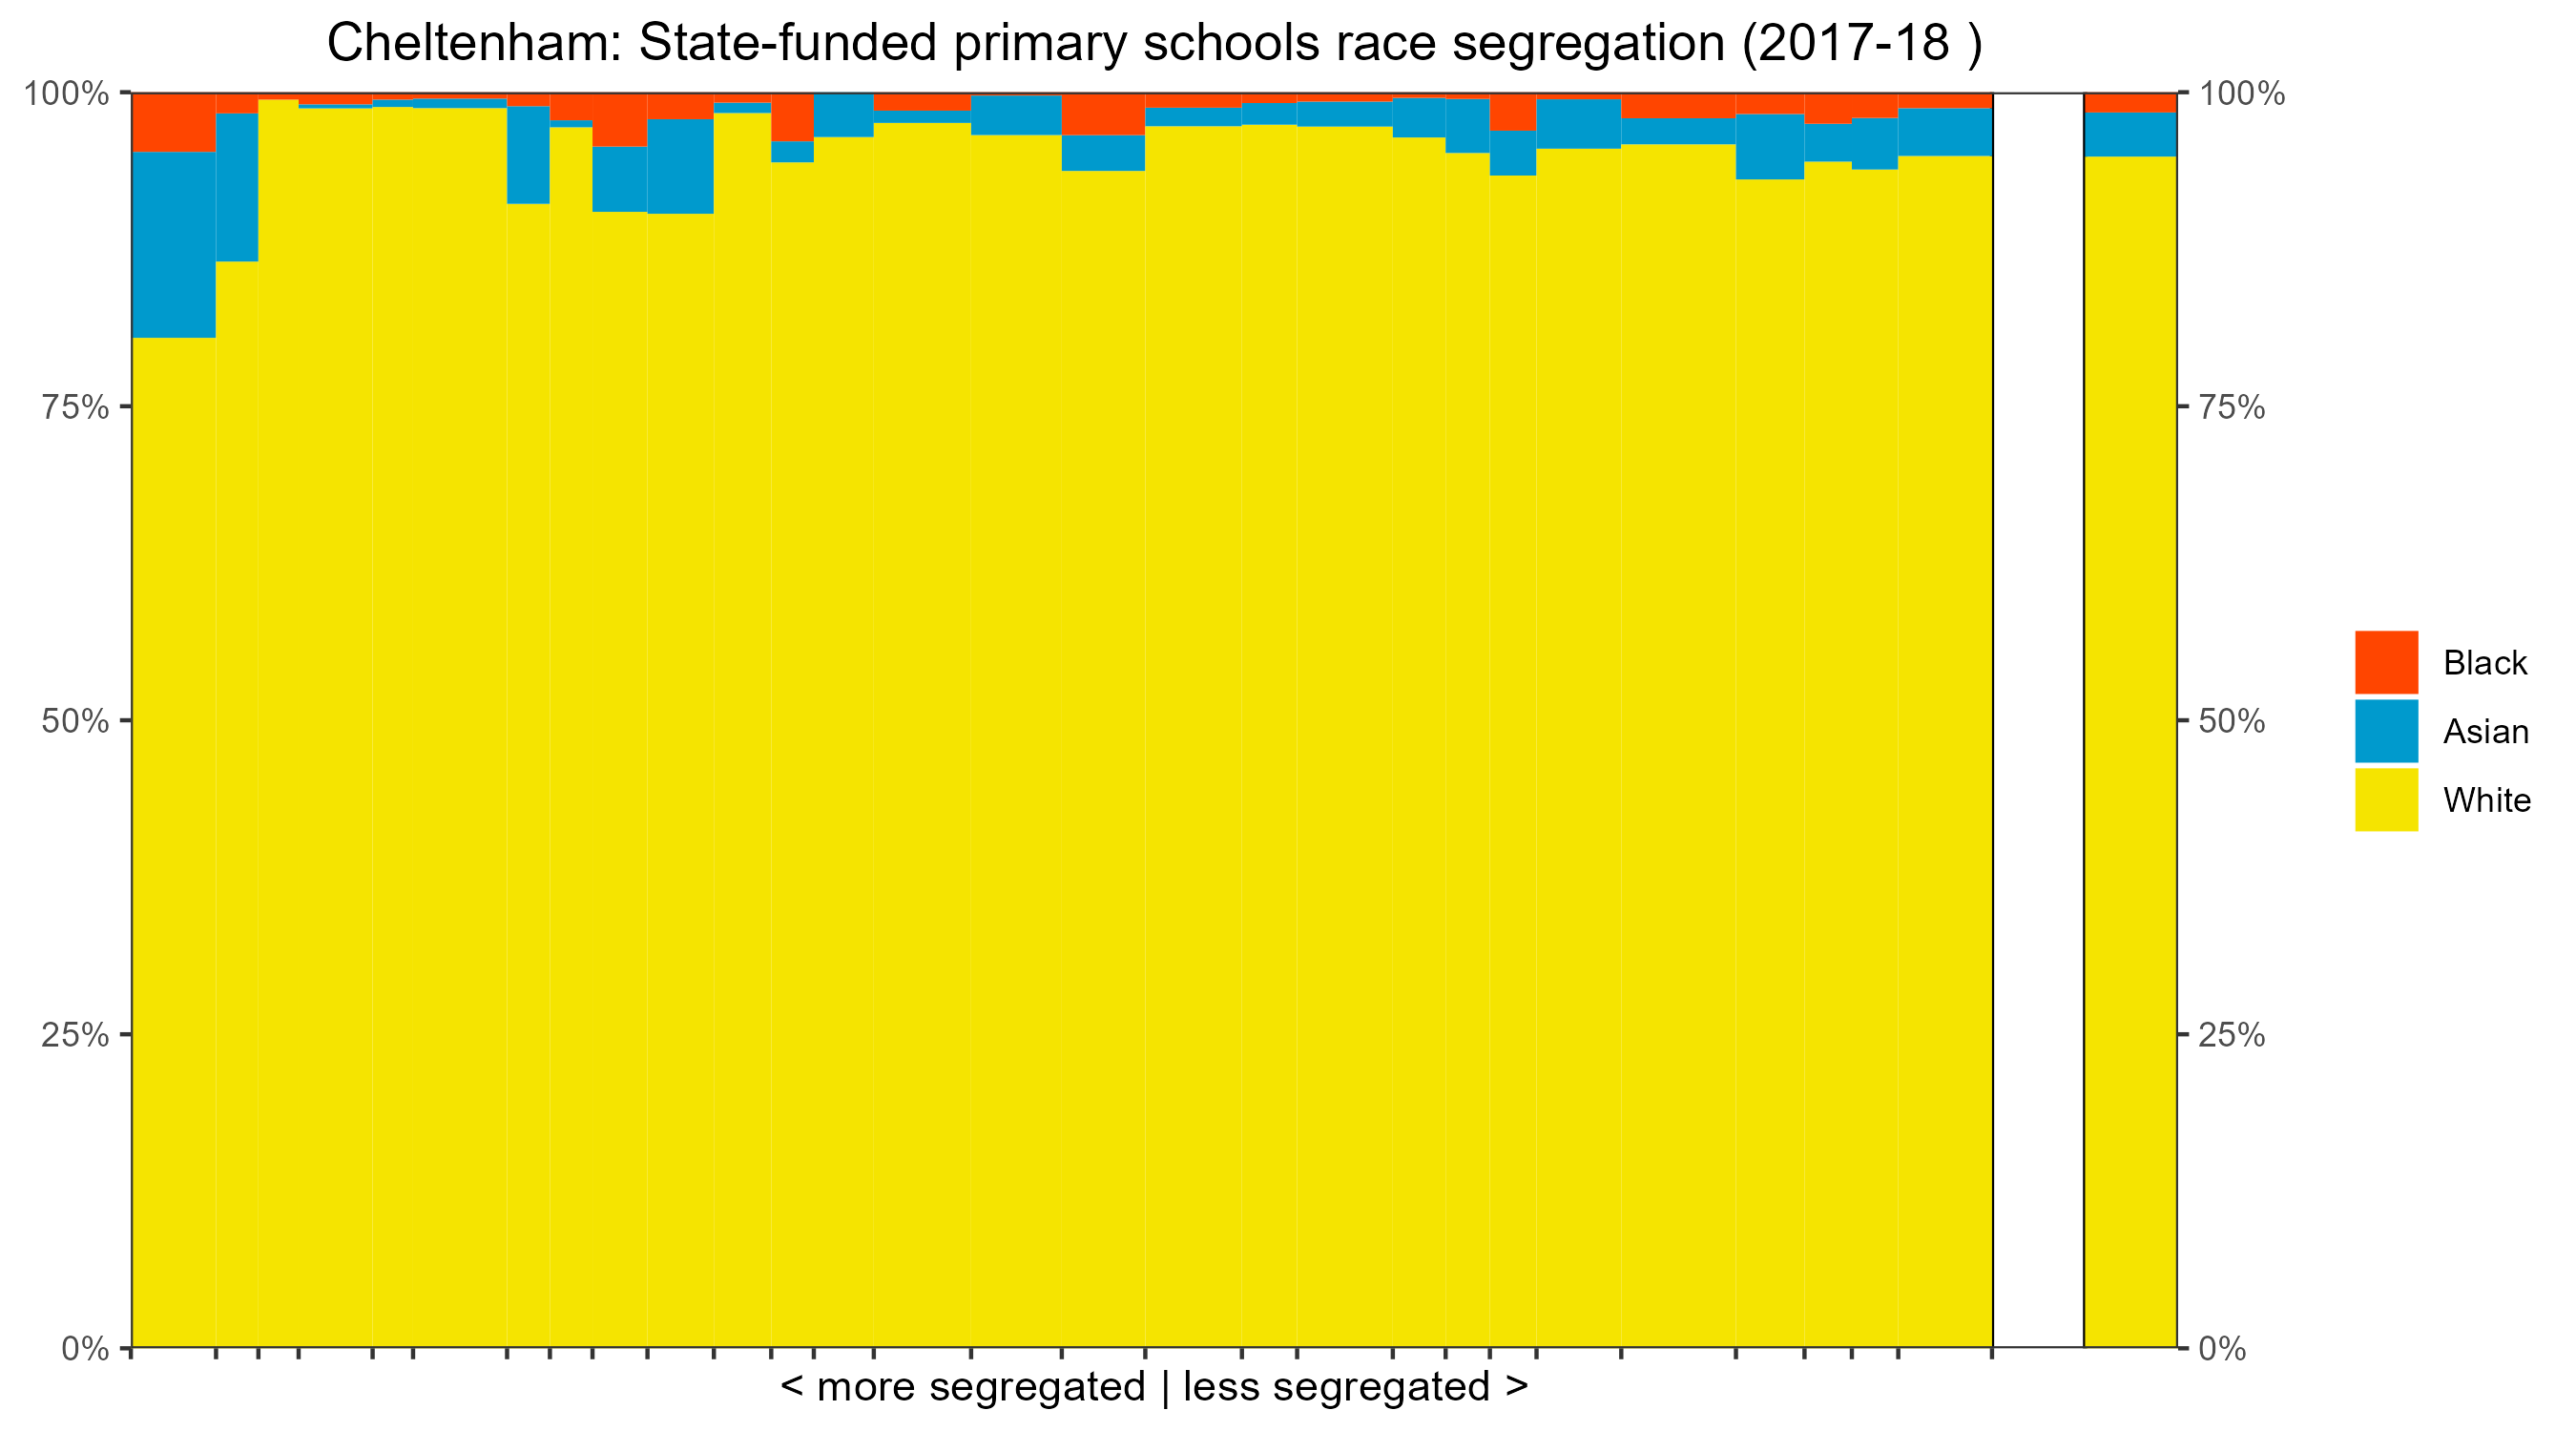 Cheltenham: State-funded primary schools race segregation (2017-18 )
100%
75%
50%
25%
0%
100%
75%
50%
25%
0%
Black
Asian
White
< more segregated | less segregated >